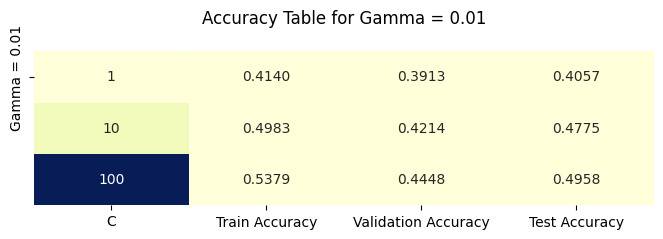 Accuracy Table for Gamma = 0.01
Gamma = 0.01
1 0.4140 0.3913 0.4057
10 0.4983 0.4214 0.4775
100 0.5379 0.4448 0.4958
C Train Accuracy Validation Accuracy Test Accuracy